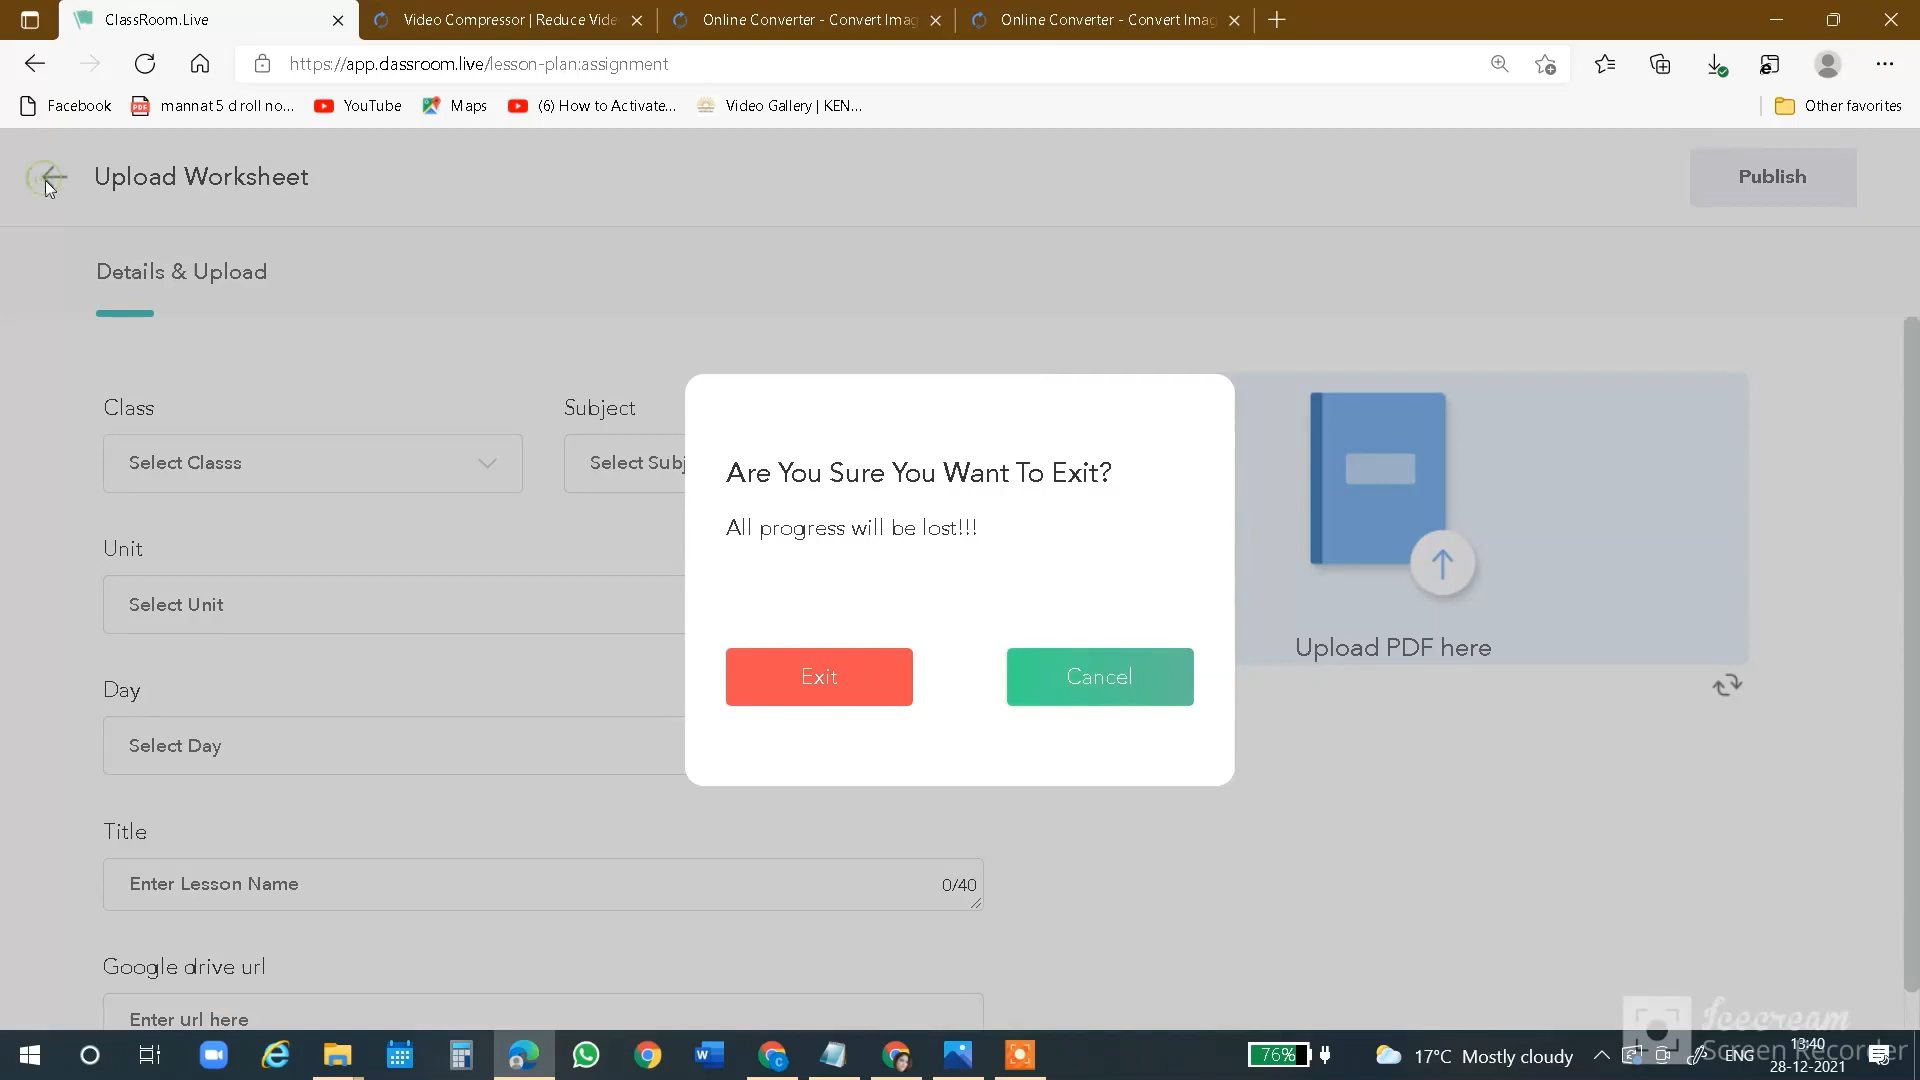 ClassRoom.Live
Video Compressor | Reduce Vide
Online Converter - Convert Imag
Online Converter - Convert Imag
https://app.classroom.live/lesson-plan:assignment
Facebook
mannat 5 d roll no...
YouTube
Maps
(6) How to Activate...
Video Gallery | KEN...
Other favorites
Upload Worksheet
Publish
Details & Upload
Class
Subject
Select Classs
Select Subj
Are You Sure You Want To Exit?
All progress will be lost!!!
Unit
Select Unit
Upload PDF here
Exit
Cancel
Day
Select Day
Title
Enter Lesson Name
0/40
Google drive url
Enter url here
Icecream
Screen Recorder
76%
17°C Mostly cloudy
ENG
13:40
28-12-2021